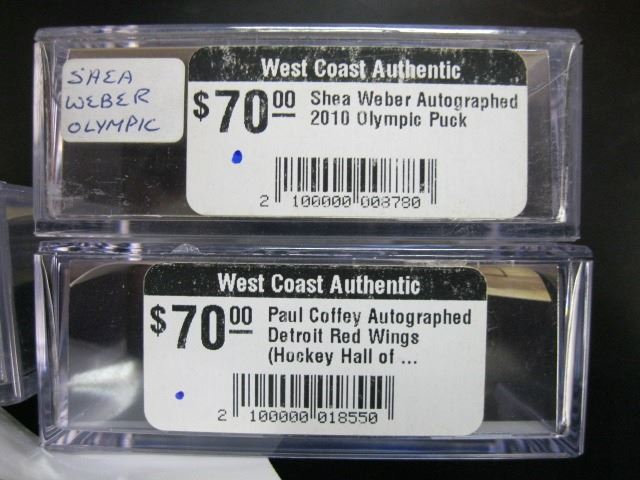 SHEA
WEBER
OLYMPIC
West Coast Authentic
$70.00 Shea Weber Autographed
2010 Olympic Puck
2 100000 008780
West Coast Authentic
$70.00 Paul Coffey Autographed
Detroit Red Wings
(Hockey Hall of ...
2 100000 018550